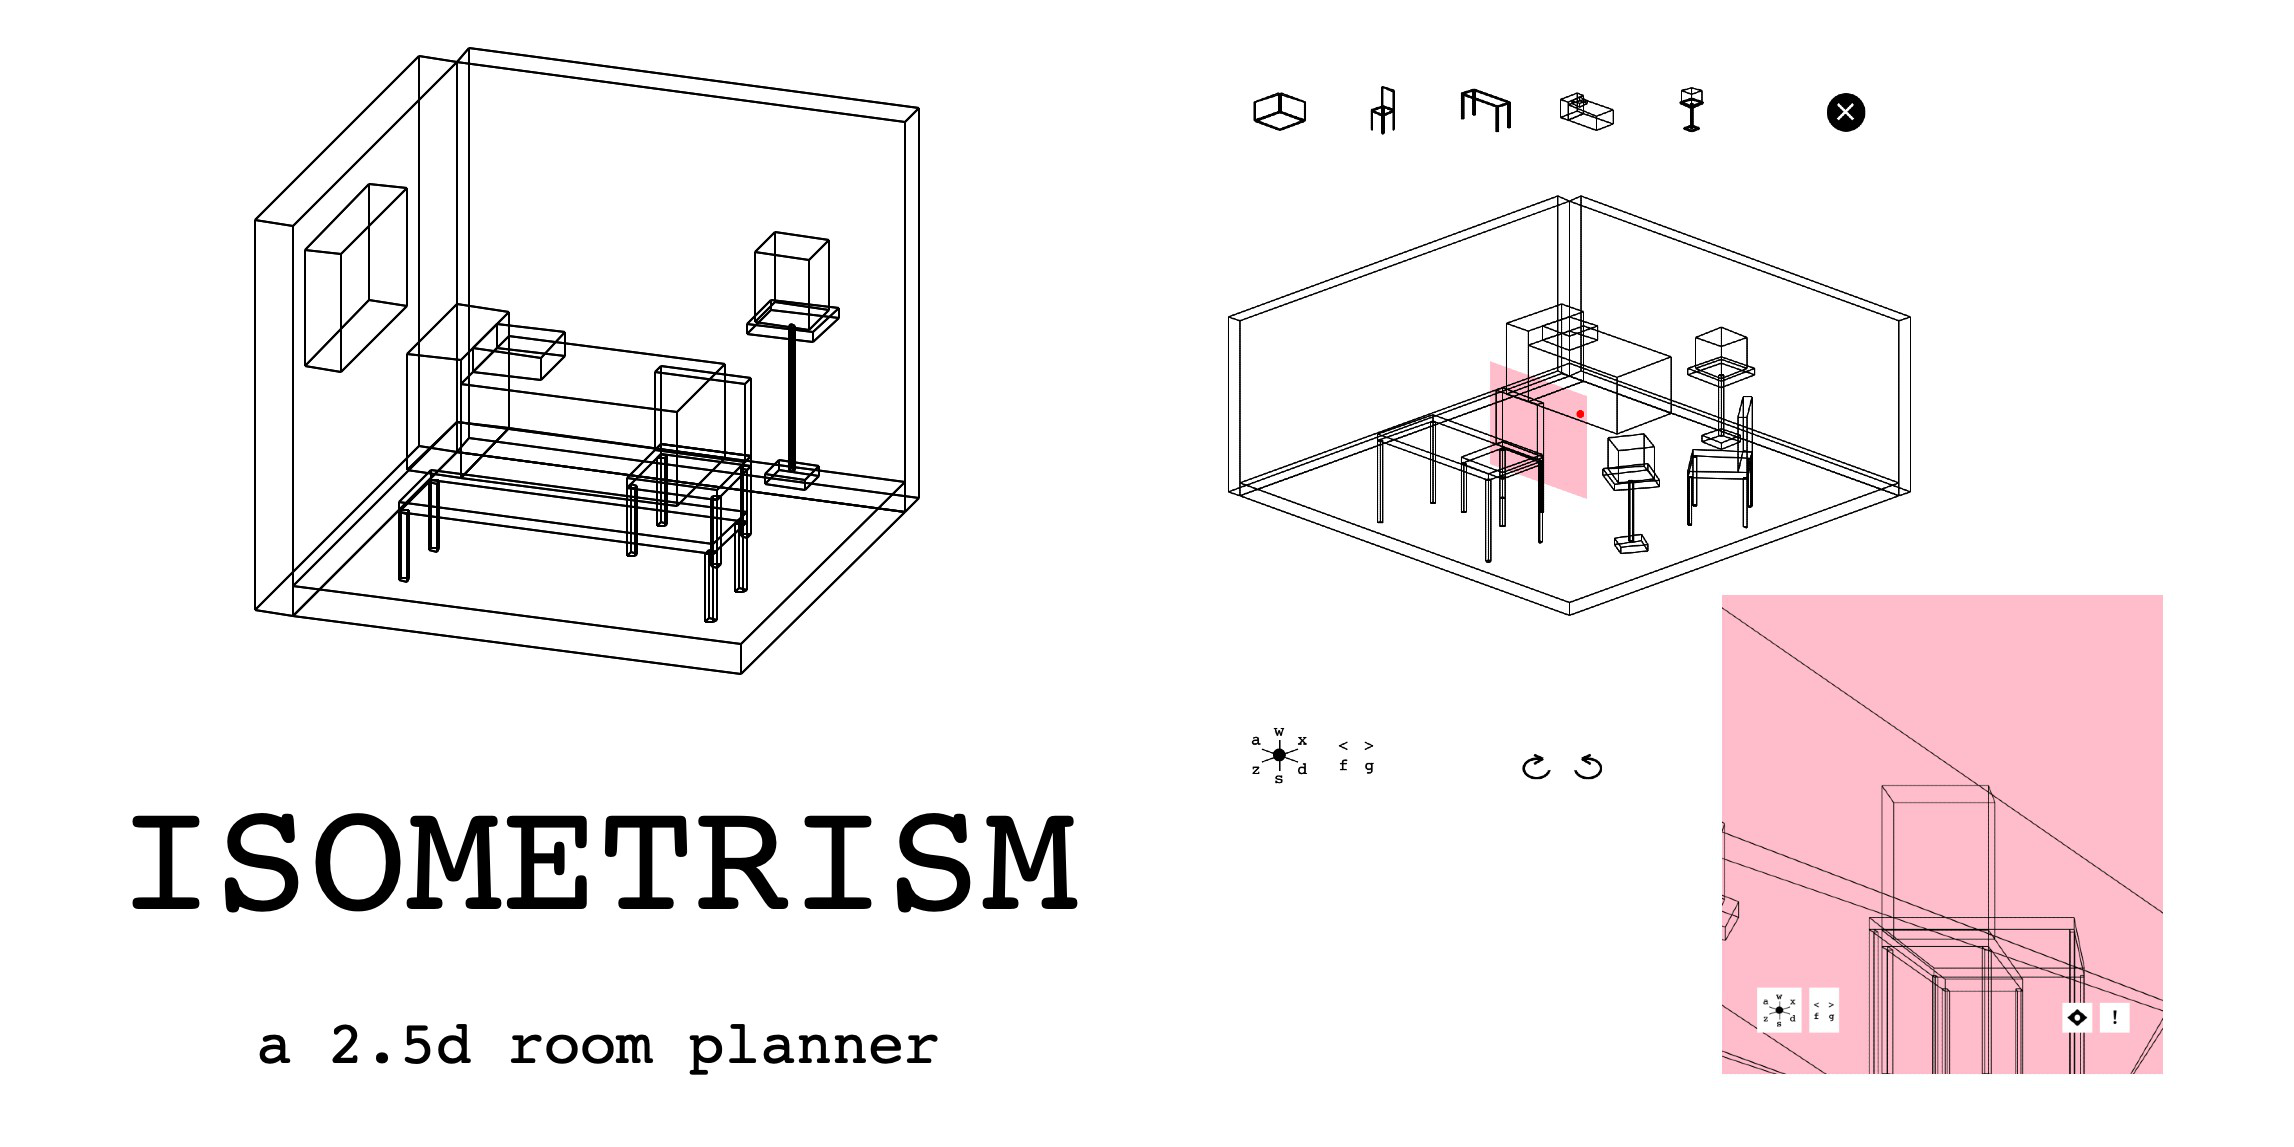 ISOMETRISM
a 2.5d room planner
w
a x
z d
s
< >
f g
w
a x
z d
s
< >
f g
!